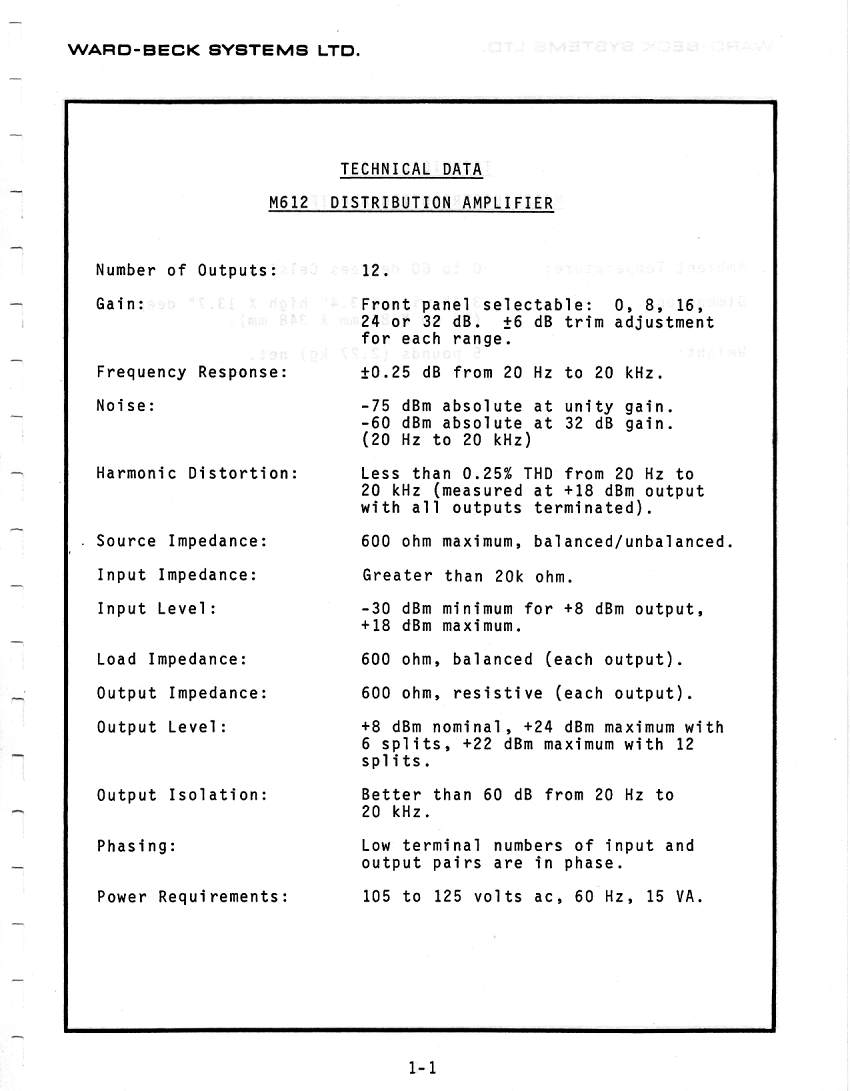 WARD-BECK SYSTEMS LTD.
TECHNICAL DATA
M612 DISTRIBUTION AMPLIFIER
Number of Outputs: 12.
Gain: Front panel selectable: 0, 8, 16,
24 or 32 dB. ±6 dB trim adjustment
for each range.
Frequency Response: ±0.25 dB from 20 Hz to 20 kHz.
Noise: -75 dBm absolute at unity gain.
-60 dBm absolute at 32 dB gain.
(20 Hz to 20 kHz)
Harmonic Distortion: Less than 0.25% THD from 20 Hz to
20 kHz (measured at +18 dBm output
with all outputs terminated).
Source Impedance: 600 ohm maximum, balanced/unbalanced.
Input Impedance: Greater than 20k ohm.
Input Level: -30 dBm minimum for +8 dBm output,
+18 dBm maximum.
Load Impedance: 600 ohm, balanced (each output).
Output Impedance: 600 ohm, resistive (each output).
Output Level: +8 dBm nominal, +24 dBm maximum with
6 splits, +22 dBm maximum with 12
splits.
Output Isolation: Better than 60 dB from 20 Hz to
20 kHz.
Phasing: Low terminal numbers of input and
output pairs are in phase.
Power Requirements: 105 to 125 volts ac, 60 Hz, 15 VA.
1-1